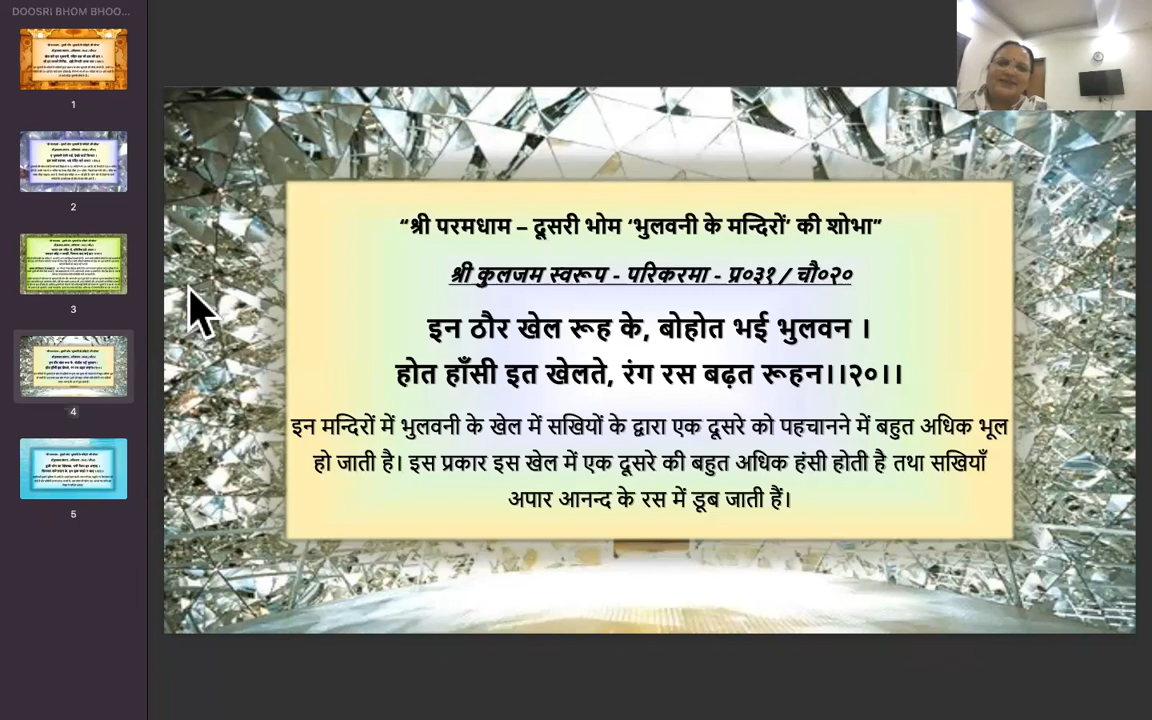 DOOSRI BHOM BHOO...
1
2
3
4
5
“श्री परमधाम – दूसरी भोम ‘भुलवनी के मन्दिरों’ की शोभा”
श्री कुलजम स्वरूप - परिकरमा - प्र०३१ / चौ०२०
इन ठौर खेल रूह के, बोहोत भई भुलवन ।
होत हाँसी इत खेलते, रंग रस बढ़त रूहन।।२०।।
इन मन्दिरों में भुलवनी के खेल में सखियों के द्वारा एक दूसरे को पहचानने में बहुत अधिक भूल
हो जाती है। इस प्रकार इस खेल में एक दूसरे की बहुत अधिक हंसी होती है तथा सखियाँ
अपार आनन्द के रस में डूब जाती हैं।